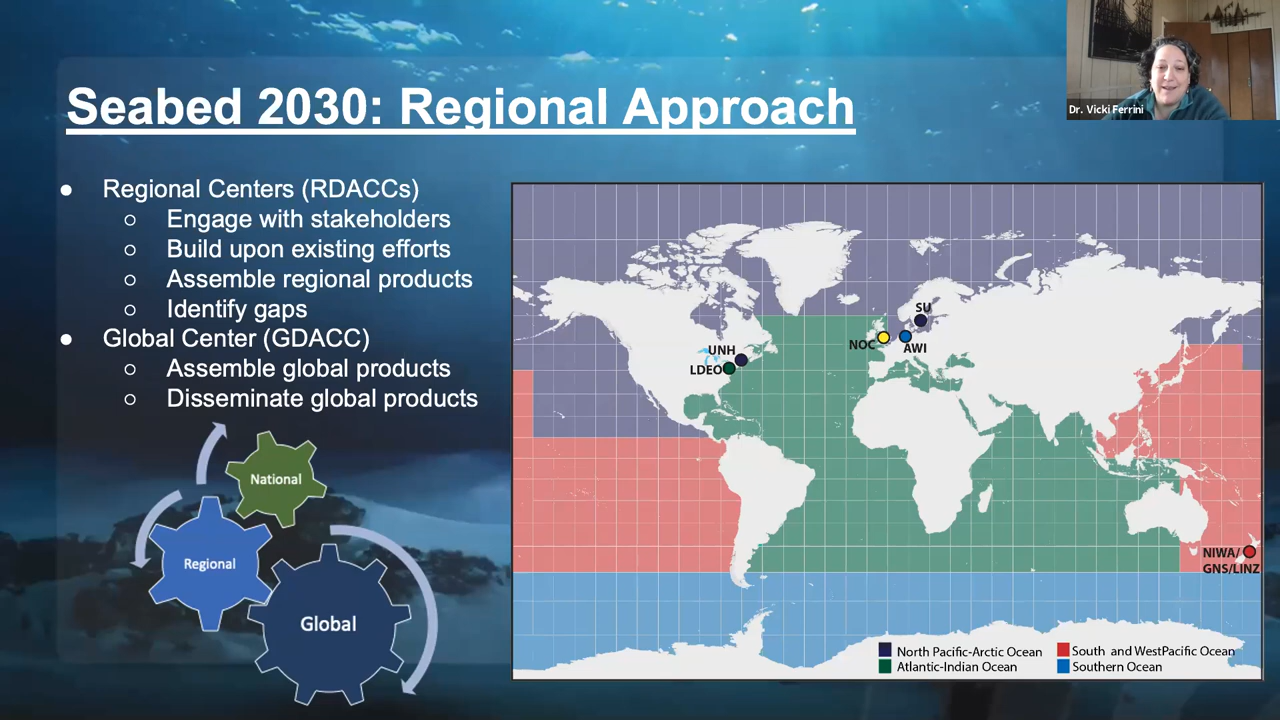 Dr. Vicki Ferrini
Seabed 2030: Regional Approach
● Regional Centers (RDACCs)
○ Engage with stakeholders
○ Build upon existing efforts
○ Assemble regional products
○ Identify gaps
● Global Center (GDACC)
○ Assemble global products
○ Disseminate global products
National
Regional
Global
SU
NOC
AWI
UNH
LDEO
NIWA/
GNS/LINZ
North Pacific-Arctic Ocean
South and WestPacific Ocean
Atlantic-Indian Ocean
Southern Ocean